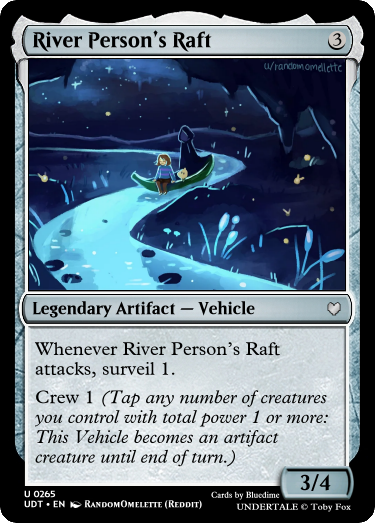 River Person's Raft 3
u/randomomellette
Legendary Artifact — Vehicle
Whenever River Person's Raft
attacks, surveil 1.
Crew 1 (Tap any number of creatures
you control with total power 1 or more:
This Vehicle becomes an artifact
creature until end of turn.)
3/4
U 0265
Cards by Bluedime
UDT • EN RandomOmelette (Reddit)
UNDERTALE © Toby Fox